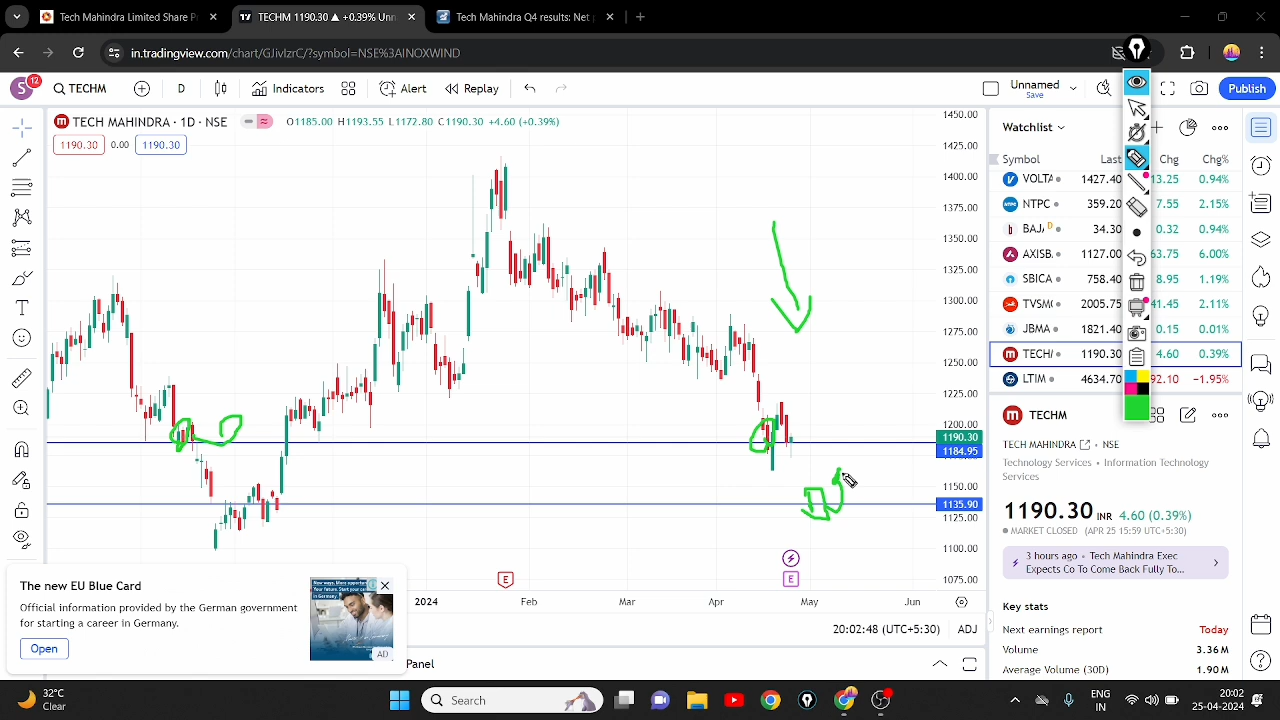 Tech Mahindra Limited Share P
TECHM 1190.30 ▲ +0.39% Unn
Tech Mahindra Q4 results: Net
in.tradingview.com/chart/GJivlzrC/?symbol=NSE%3AINOXWIND
S 12 TECHM D Indicators Alert Replay Unnamed Save Publish
TECH MAHINDRA · 1D · NSE O1185.00 H1193.55 L1172.80 C1190.30 +4.60 (+0.39%)
1190.30 0.00 1190.30
1450.00
1425.00
1400.00
1375.00
1350.00
1325.00
1300.00
1275.00
1250.00
1225.00
1200.00
1190.30
1184.95
1150.00
1135.90
1125.00
1100.00
1075.00
E E
2024 Feb Mar Apr May Jun
20:02:48 (UTC+5:30) ADJ
Panel
The new EU Blue Card
Official information provided by the German government
for starting a career in Germany.
Open
AD
Watchlist
Symbol Last Chg Chg%
VOLTA 1427.40 13.25 0.94%
NTPC 359.20 7.55 2.15%
BAJ D 34.30 0.32 0.94%
AXISB 1127.00 63.75 6.00%
SBICA 758.40 8.95 1.19%
TVSM 2005.75 41.45 2.11%
JBMA 1821.40 0.15 0.01%
TECH 1190.30 4.60 0.39%
LTIM 4634.70 92.10 −1.95%
TECHM
TECH MAHINDRA • NSE
Technology Services • Information Technology
Services
1190.30 INR 4.60 (0.39%)
MARKET CLOSED (APR 25 15:59 UTC+5:30)
3 hours ago • Tech Mahindra Exec
Expects Co To Come Back Fully To...
Key stats
Next earnings report Today
Volume 3.36 M
Average Volume (30D) 1.90 M
32°C
Clear
Search
ENG
IN
20:02
25-04-2024